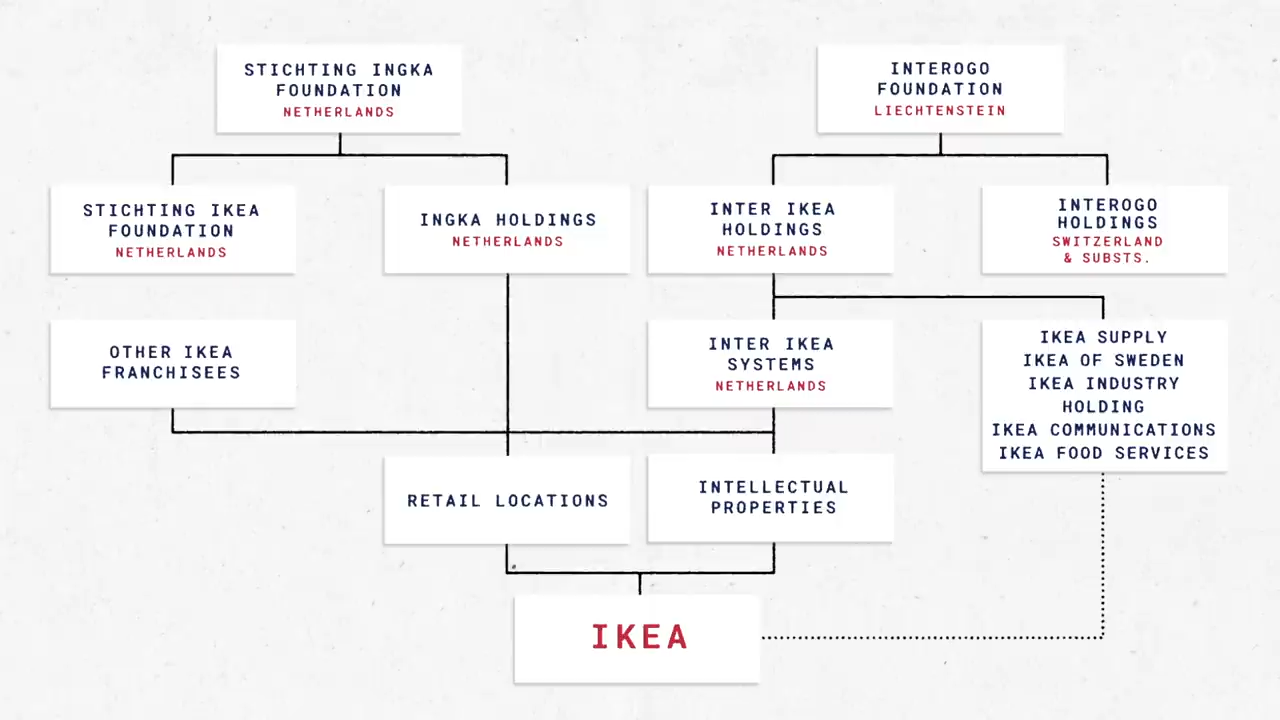 STICHTING INGKA
FOUNDATION
NETHERLANDS
INTEROGO
FOUNDATION
LIECHTENSTEIN
STICHTING IKEA
FOUNDATION
NETHERLANDS
INGKA HOLDINGS
NETHERLANDS
INTER IKEA
HOLDINGS
NETHERLANDS
INTEROGO
HOLDINGS
SWITZERLAND
& SUBSTS.
OTHER IKEA
FRANCHISEES
INTER IKEA
SYSTEMS
NETHERLANDS
IKEA SUPPLY
IKEA OF SWEDEN
IKEA INDUSTRY
HOLDING
IKEA COMMUNICATIONS
IKEA FOOD SERVICES
RETAIL LOCATIONS
INTELLECTUAL
PROPERTIES
IKEA